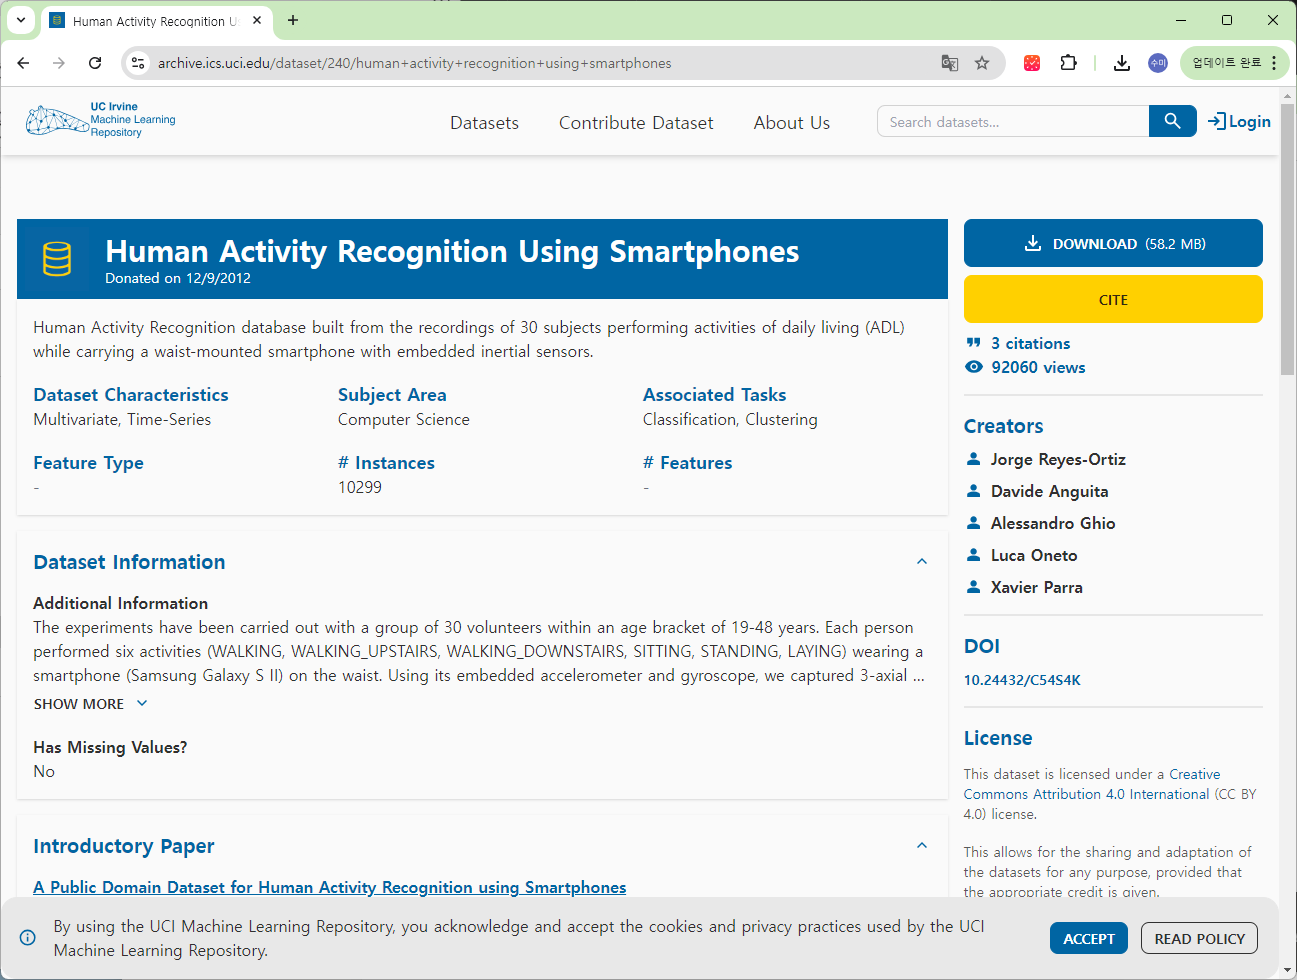 Human Activity Recognition U
archive.ics.uci.edu/dataset/240/human+activity+recognition+using+smartphones
수미
업데이트 완료
UC Irvine
Machine Learning
Repository
Datasets
Contribute Dataset
About Us
Search datasets...
Login
Human Activity Recognition Using Smartphones
Donated on 12/9/2012
Human Activity Recognition database built from the recordings of 30 subjects performing activities of daily living (ADL)
while carrying a waist-mounted smartphone with embedded inertial sensors.
Dataset Characteristics
Multivariate, Time-Series
Subject Area
Computer Science
Associated Tasks
Classification, Clustering
Feature Type
-
# Instances
10299
# Features
-
Dataset Information
Additional Information
The experiments have been carried out with a group of 30 volunteers within an age bracket of 19-48 years. Each person
performed six activities (WALKING, WALKING_UPSTAIRS, WALKING_DOWNSTAIRS, SITTING, STANDING, LAYING) wearing a
smartphone (Samsung Galaxy S II) on the waist. Using its embedded accelerometer and gyroscope, we captured 3-axial ...
SHOW MORE
Has Missing Values?
No
Introductory Paper
A Public Domain Dataset for Human Activity Recognition using Smartphones
DOWNLOAD (58.2 MB)
CITE
3 citations
92060 views
Creators
Jorge Reyes-Ortiz
Davide Anguita
Alessandro Ghio
Luca Oneto
Xavier Parra
DOI
10.24432/C54S4K
License
This dataset is licensed under a Creative
Commons Attribution 4.0 International (CC BY
4.0) license.
This allows for the sharing and adaptation of
the datasets for any purpose, provided that
the appropriate credit is given.
By using the UCI Machine Learning Repository, you acknowledge and accept the cookies and privacy practices used by the UCI
Machine Learning Repository.
ACCEPT
READ POLICY